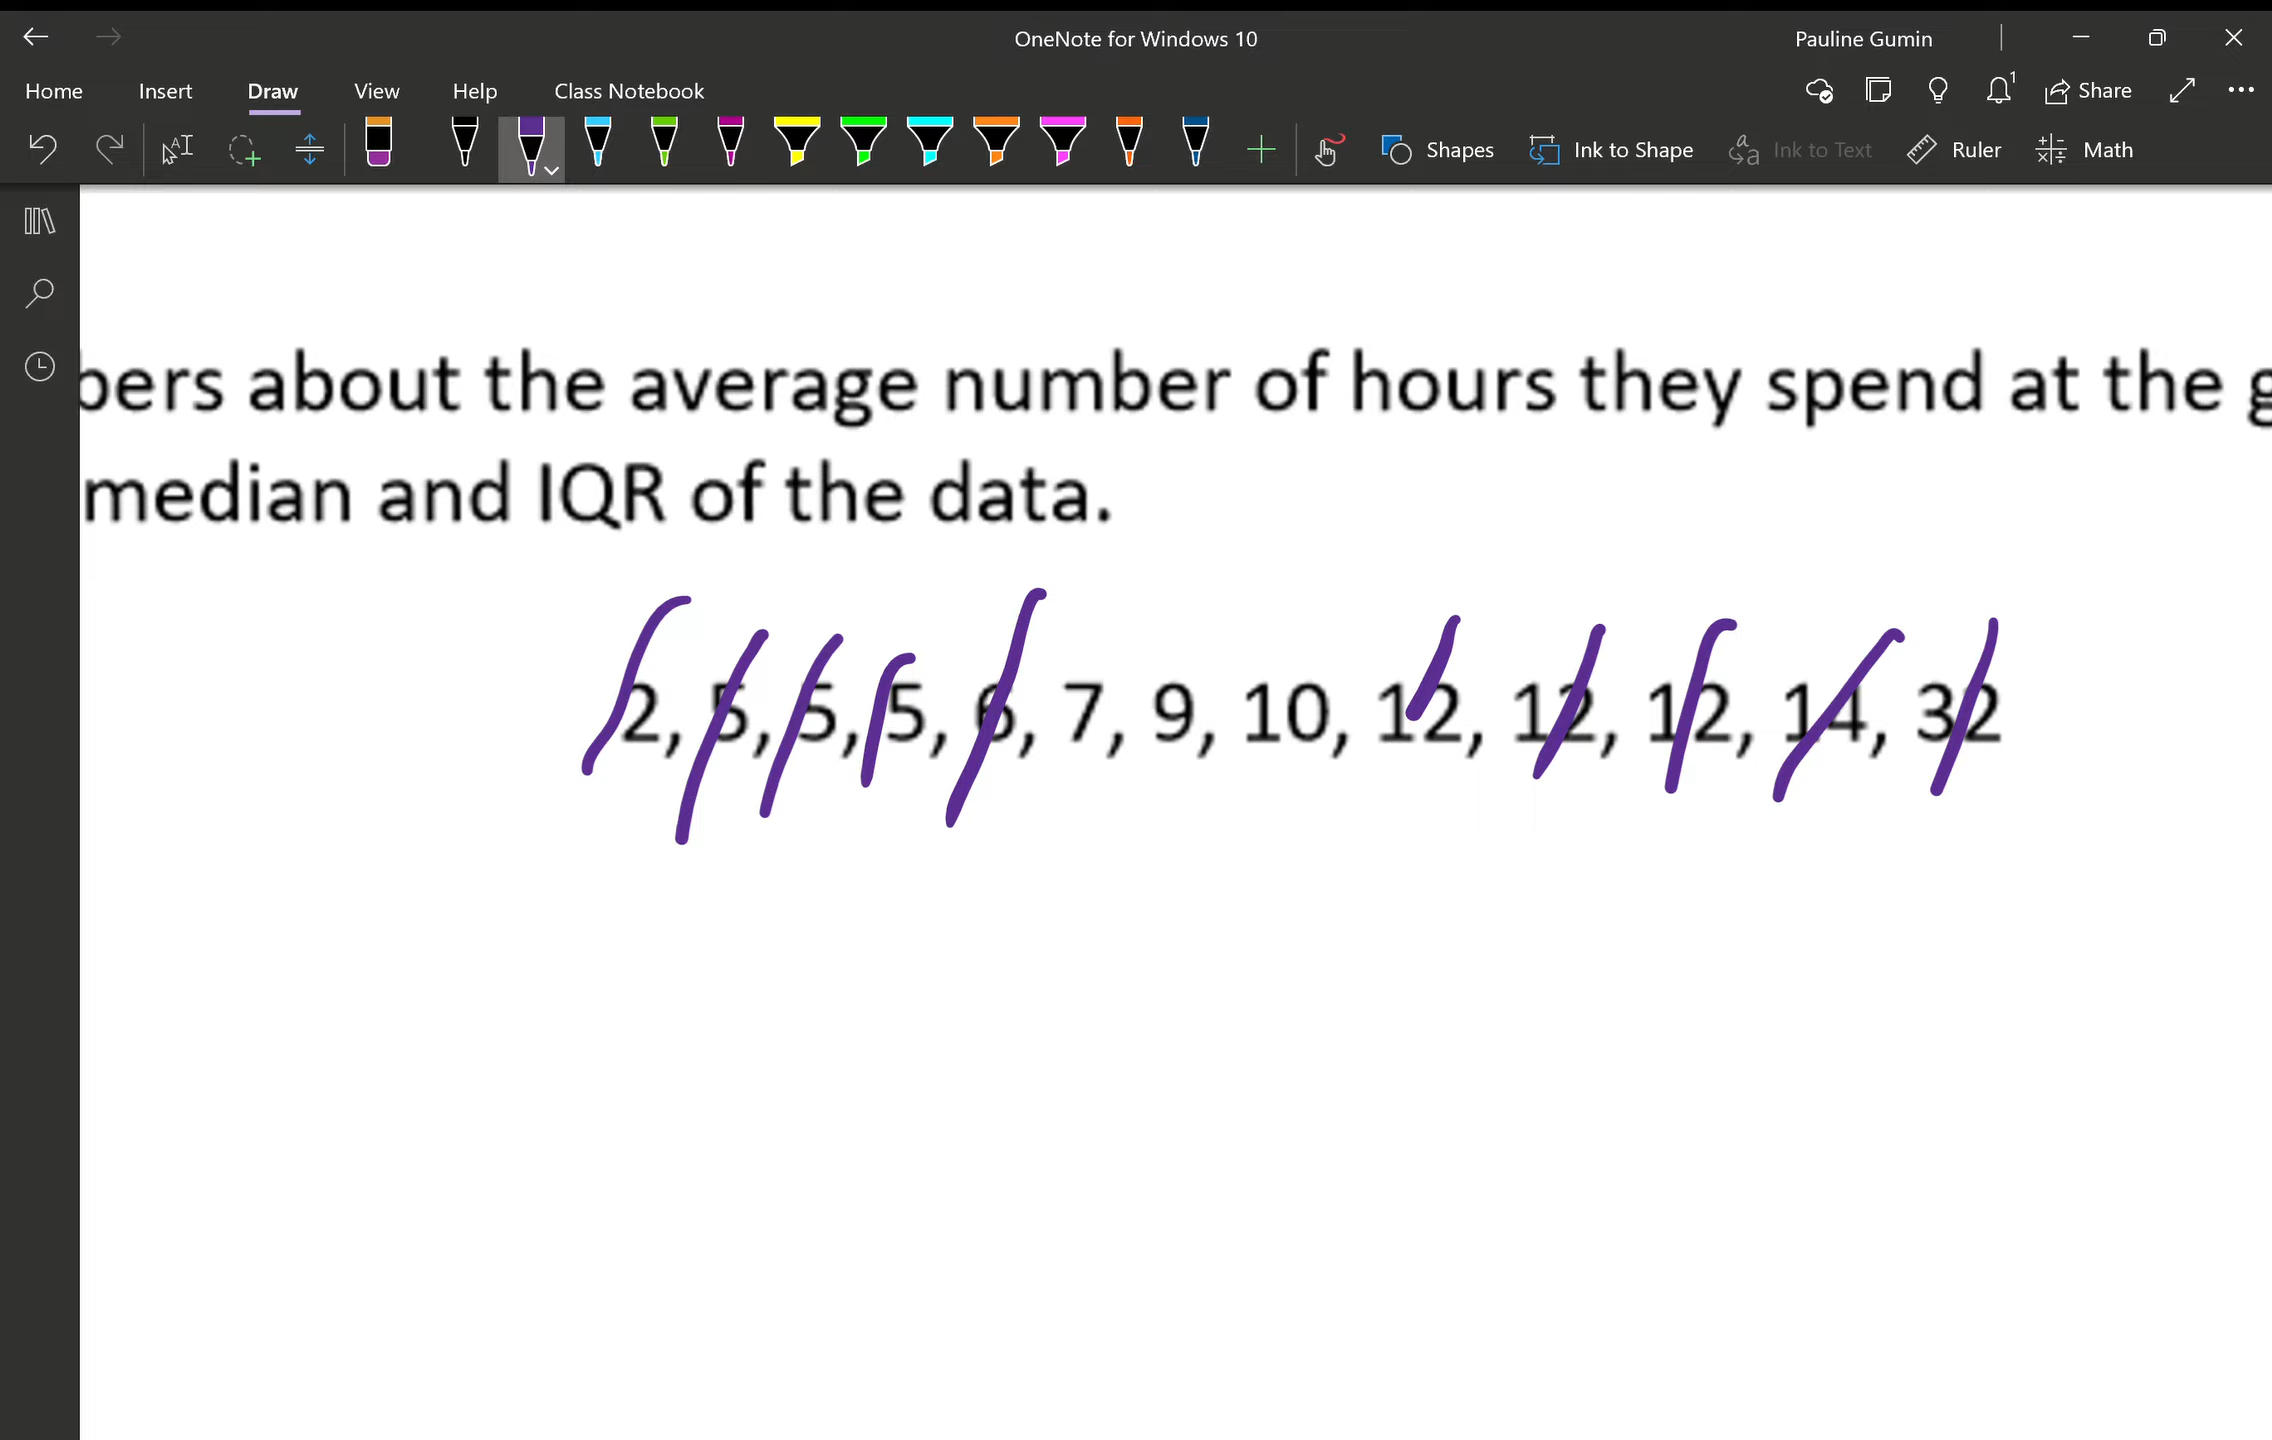 OneNote for Windows 10
Pauline Gumin
Home Insert Draw View Help Class Notebook
1 Share
Shapes Ink to Shape Ink to Text Ruler Math
bers about the average number of hours they spend at the g
median and IQR of the data.
2, 5, 5, 5, 6, 7, 9, 10, 12, 12, 12, 14, 32